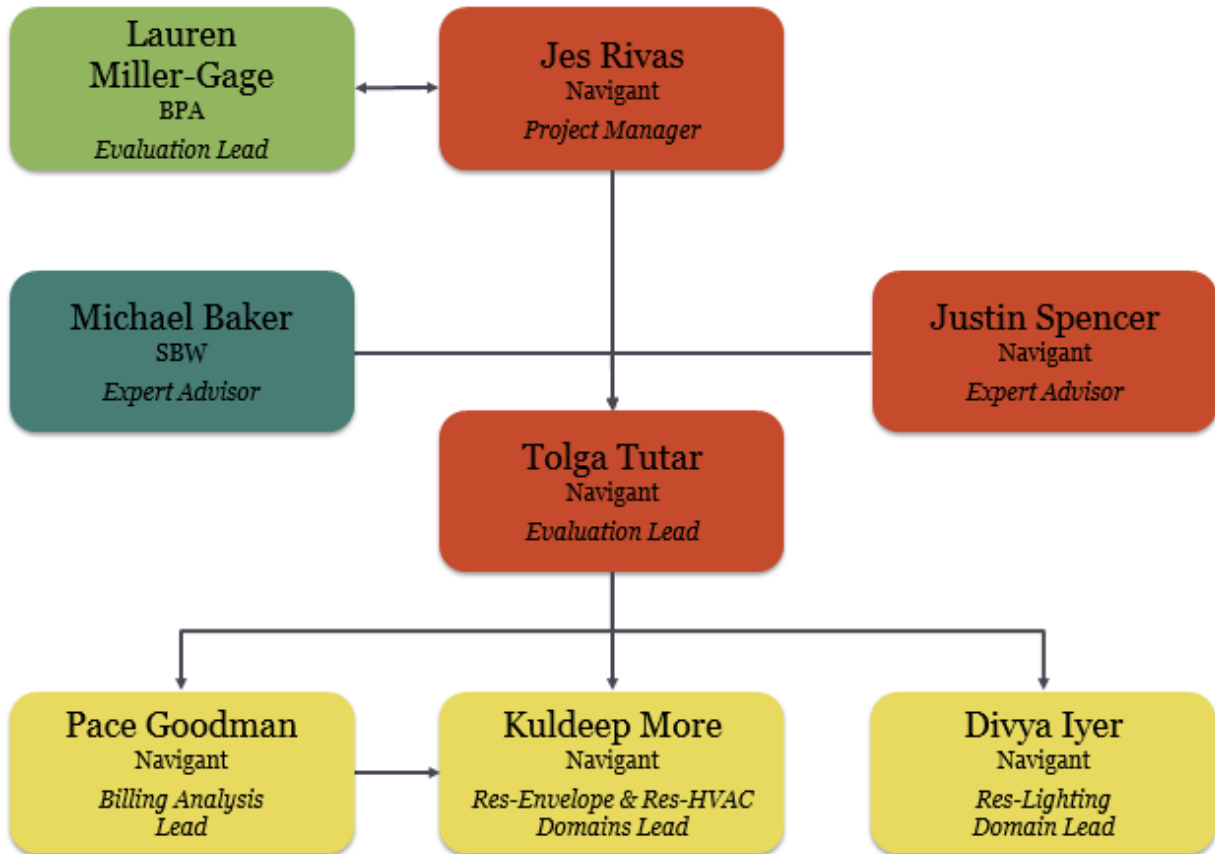 Lauren
Miller-Gage
BPA
Evaluation Lead
Jes Rivas
Navigant
Project Manager
Michael Baker
SBW
Expert Advisor
Justin Spencer
Navigant
Expert Advisor
Tolga Tutar
Navigant
Evaluation Lead
Pace Goodman
Navigant
Billing Analysis
Lead
Kuldeep More
Navigant
Res-Envelope & Res-HVAC
Domains Lead
Divya Iyer
Navigant
Res-Lighting
Domain Lead